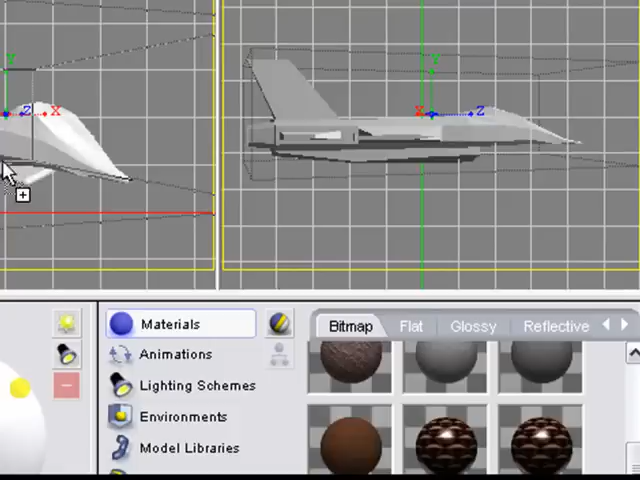 Y
Z X
Y
X Z
Materials
Animations
Lighting Schemes
Environments
Model Libraries
Bitmap Flat Glossy Reflective